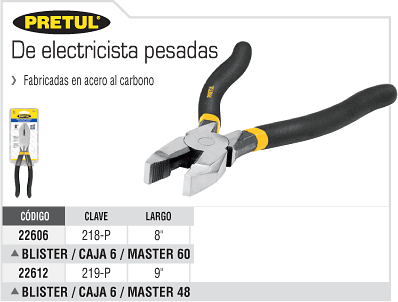 PRETUL®
De electricista pesadas
❯ Fabricadas en acero al carbono
PRETUL
CÓDIGO CLAVE LARGO
22606 218-P 8"
▲ BLISTER / CAJA 6 / MASTER 60
22612 219-P 9"
▲ BLISTER / CAJA 6 / MASTER 48